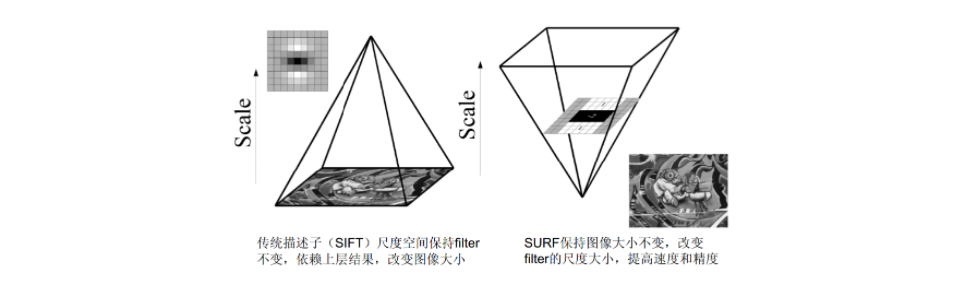 Scale
Scale
传统描述子（SIFT）尺度空间保持filter
不变，依赖上层结果，改变图像大小
SURF保持图像大小不变，改变
filter的尺度大小，提高速度和精度